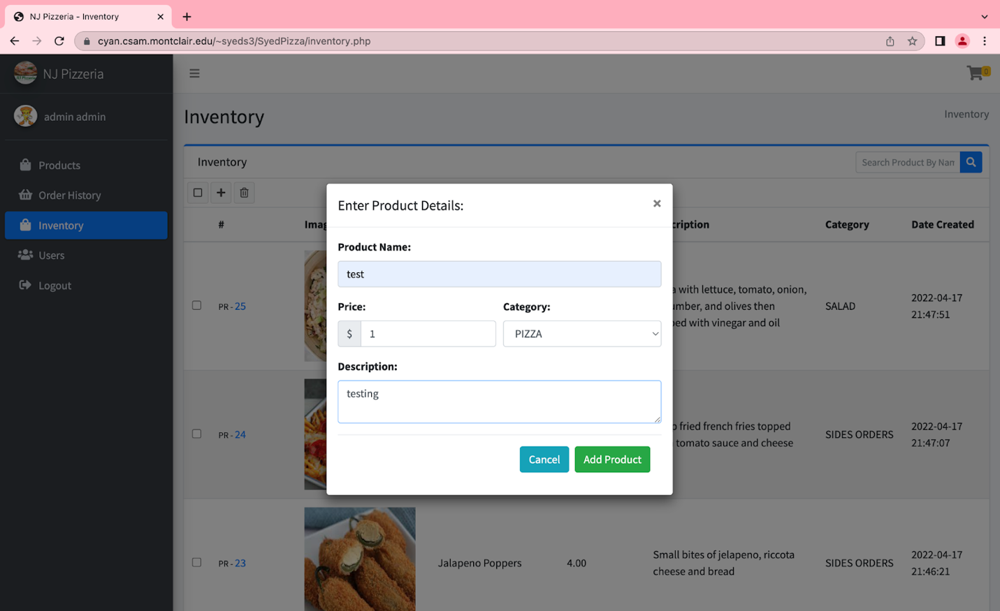 NJ Pizzeria - Inventory
cyan.csam.montclair.edu/~syeds3/SyedPizza/inventory.php
NJ Pizzeria
0
admin admin
Inventory
Inventory
Products
Order History
Inventory
Users
Logout
Inventory
Search Product By Nam
Enter Product Details:
×
Product Name:
test
Price:
Category:
$
1
PIZZA
Description:
testing
Cancel
Add Product
#
Imag
cription
Category
Date Created
PR - 25
a with lettuce, tomato, onion,
umber, and olives then
ped with vinegar and oil
SALAD
2022-04-17
21:47:51
PR - 24
o fried french fries topped
tomato sauce and cheese
SIDES ORDERS
2022-04-17
21:47:07
PR - 23
Jalapeno Poppers
4.00
Small bites of jelapeno, riccota
cheese and bread
SIDES ORDERS
2022-04-17
21:46:21